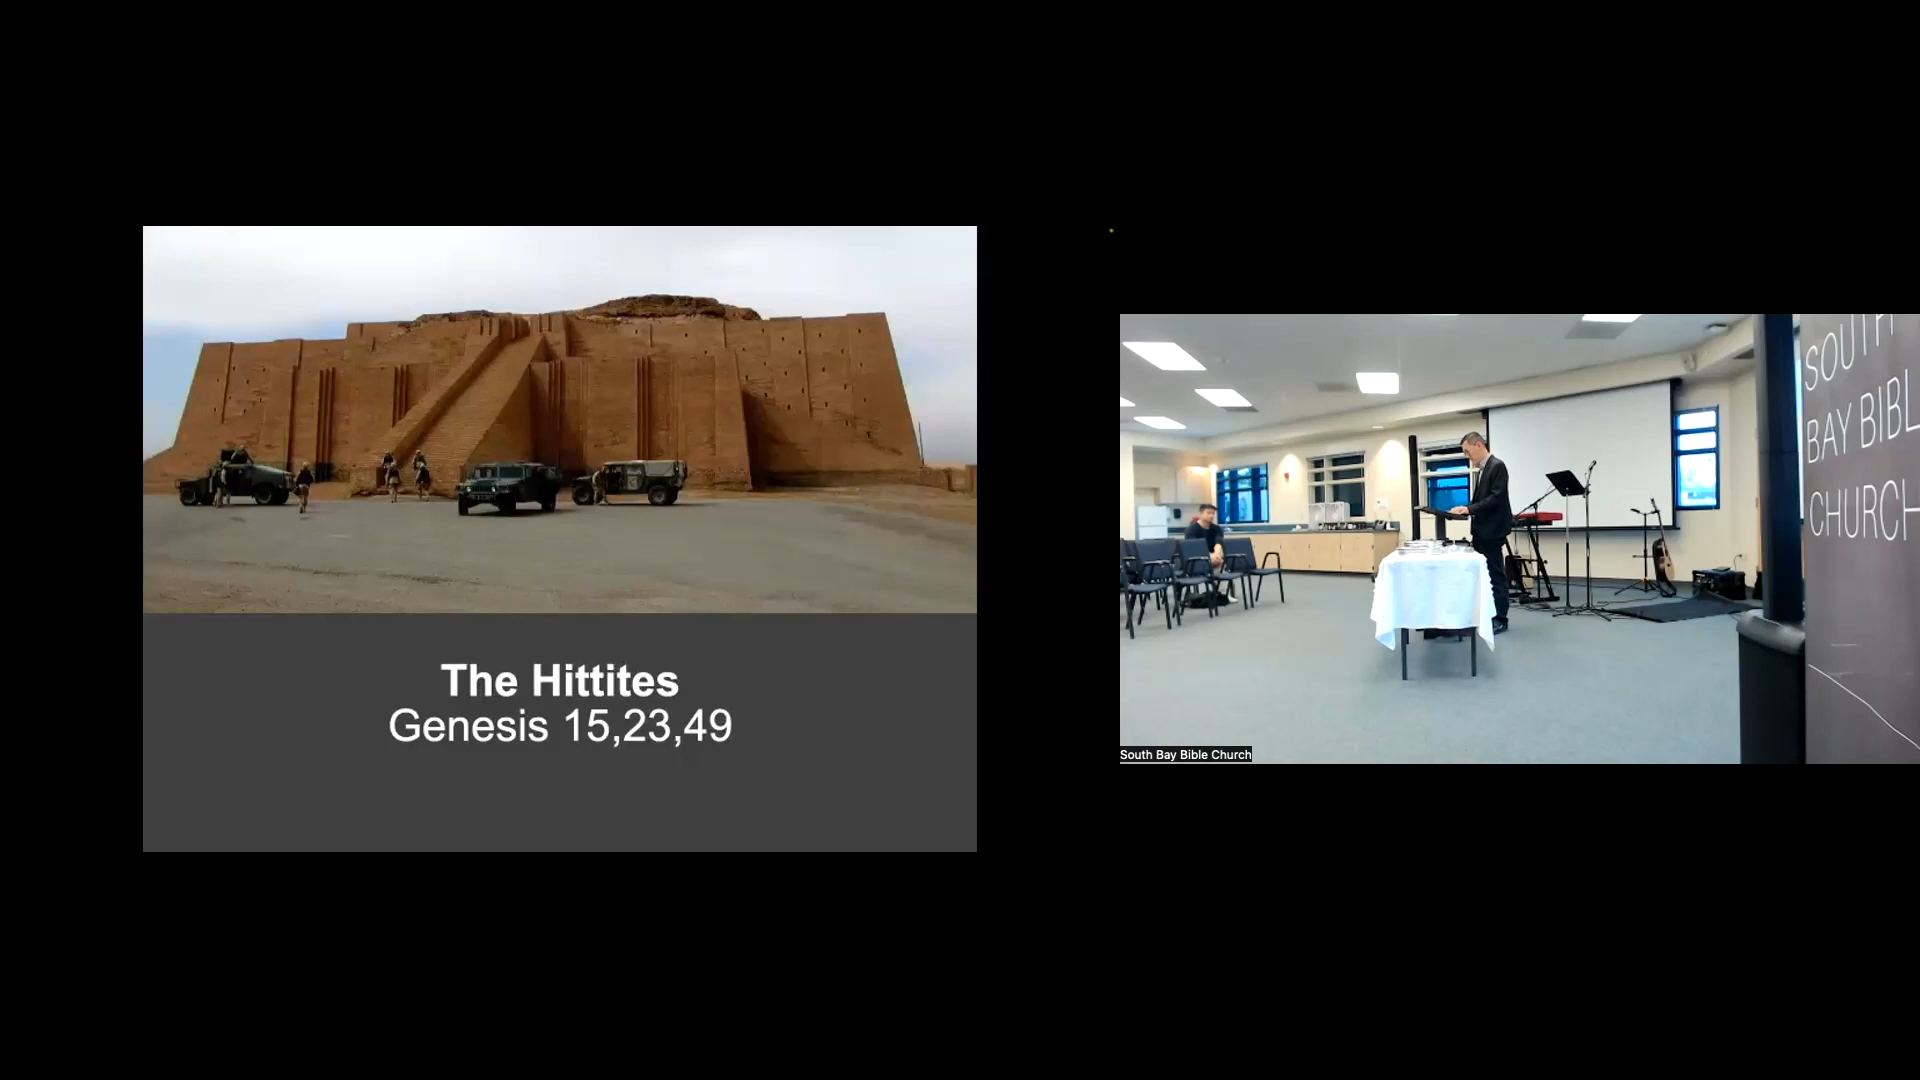 The Hittites
Genesis 15,23,49
SOUTH
BAY BIBL
CHURCH
South Bay Bible Church